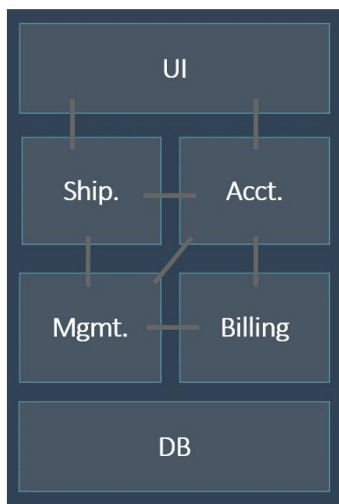 UI
Ship.
Acct.
Mgmt.
Billing
DB